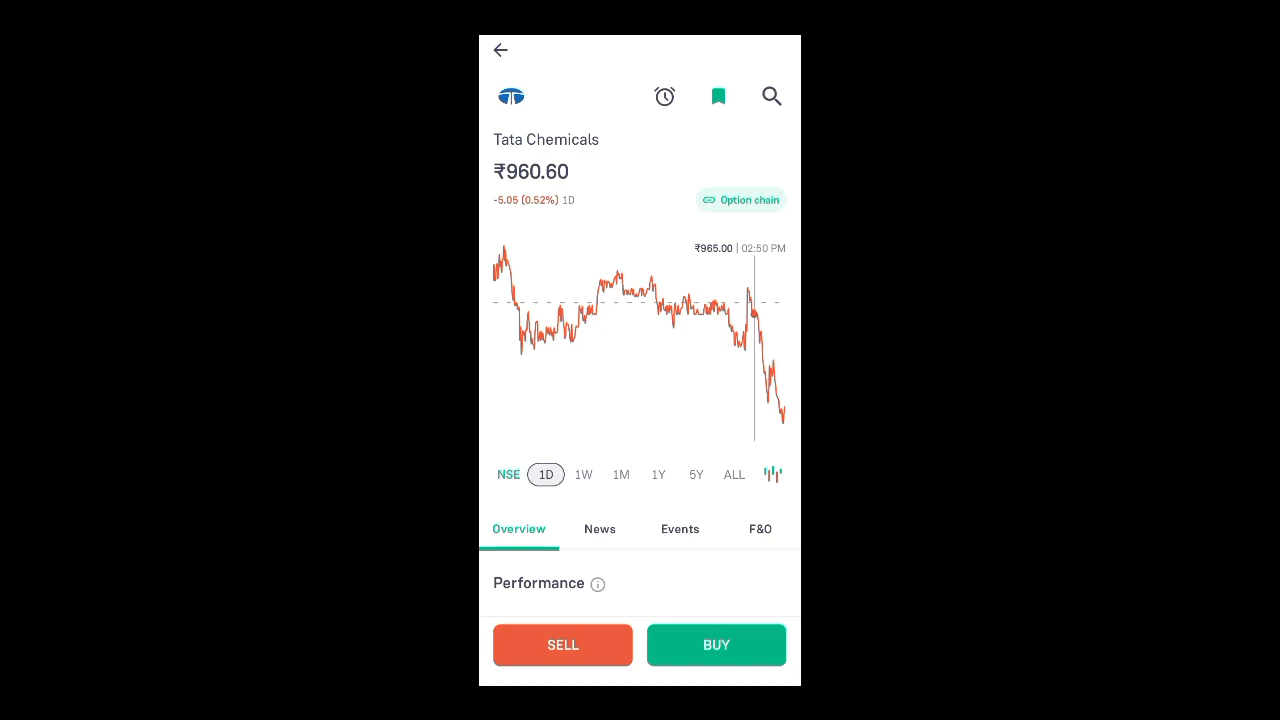 Tata Chemicals
₹960.60
-5.05 (0.52%) 1D
Option chain
₹965.00 | 02:50 PM
NSE 1D 1W 1M 1Y 5Y ALL
Overview News Events F&O
Performance
SELL BUY